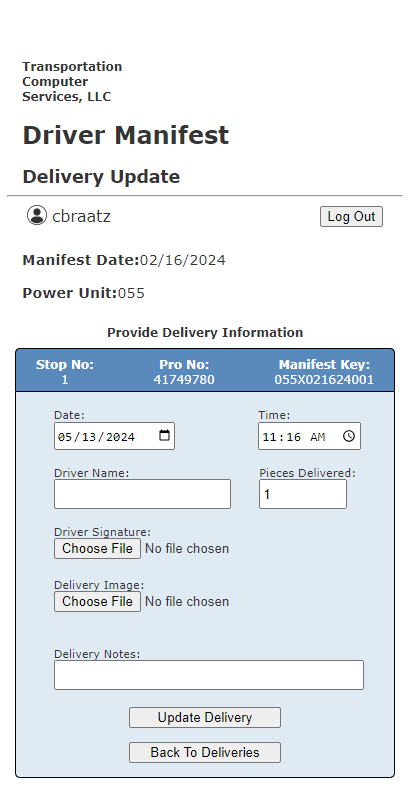 Transportation
Computer
Services, LLC
Driver Manifest
Delivery Update
cbraatz
Log Out
Manifest Date:02/16/2024
Power Unit:055
Provide Delivery Information
Stop No: Pro No: Manifest Key:
1 41749780 055X021624001
Date: Time:
05/13/2024 11:16 AM
Driver Name: Pieces Delivered:
1
Driver Signature:
Choose File No file chosen
Delivery Image:
Choose File No file chosen
Delivery Notes:
Update Delivery
Back To Deliveries